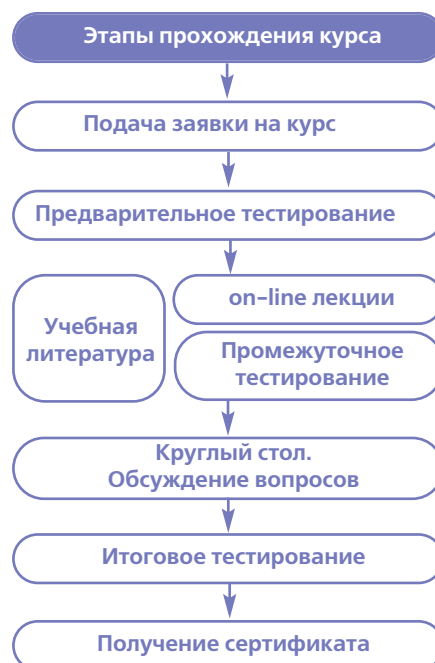 Этапы прохождения курса
Подача заявки на курс
Предварительное тестирование
Учебная
литература
on-line лекции
Промежуточное
тестирование
Круглый стол.
Обсуждение вопросов
Итоговое тестирование
Получение сертификата